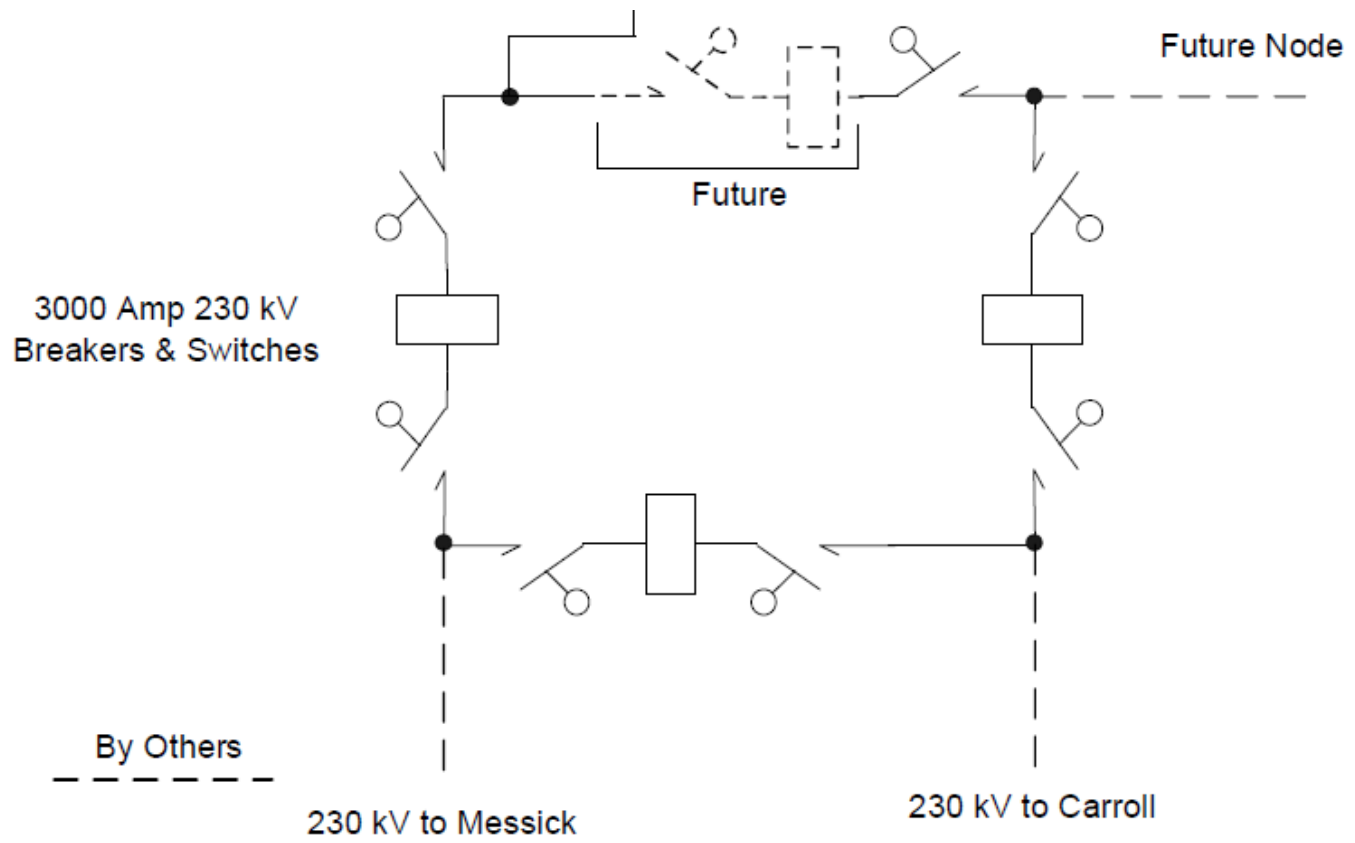 Future Node
Future
3000 Amp 230 kV
Breakers & Switches
By Others
230 kV to Messick
230 kV to Carroll